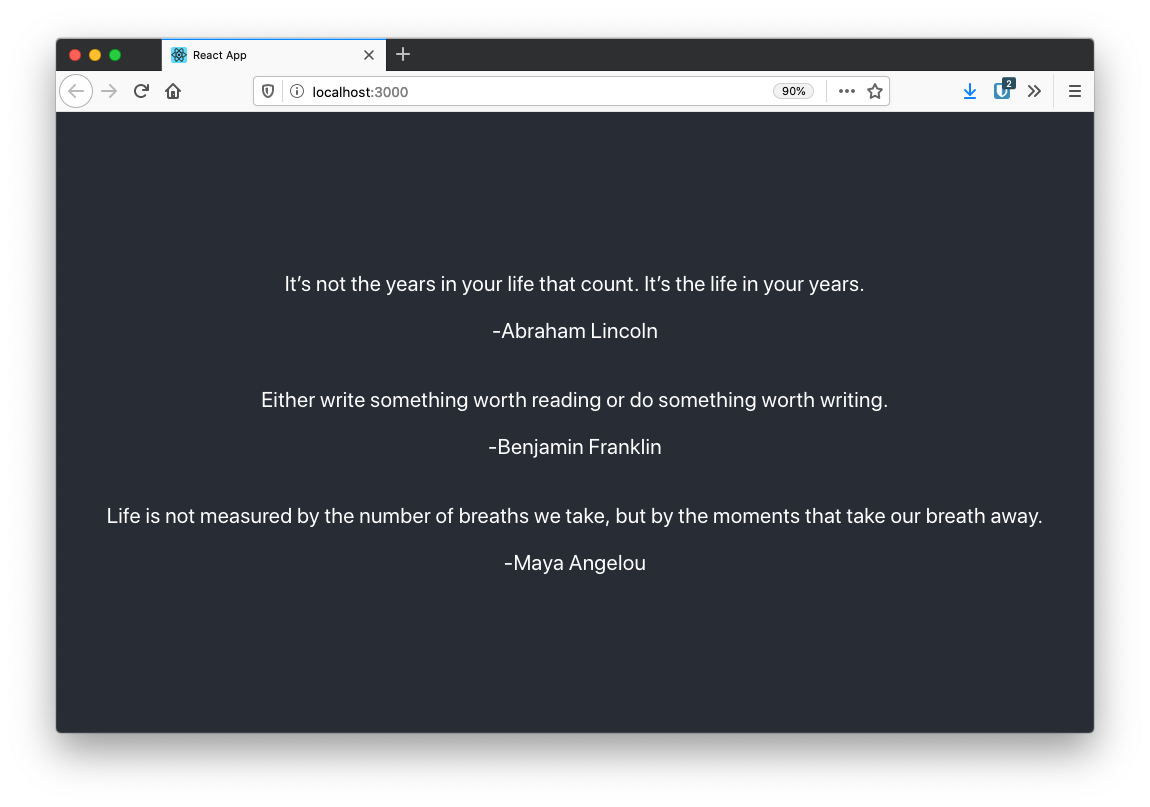 React App
localhost:3000
90%
2
It’s not the years in your life that count. It’s the life in your years.
-Abraham Lincoln
Either write something worth reading or do something worth writing.
-Benjamin Franklin
Life is not measured by the number of breaths we take, but by the moments that take our breath away.
-Maya Angelou